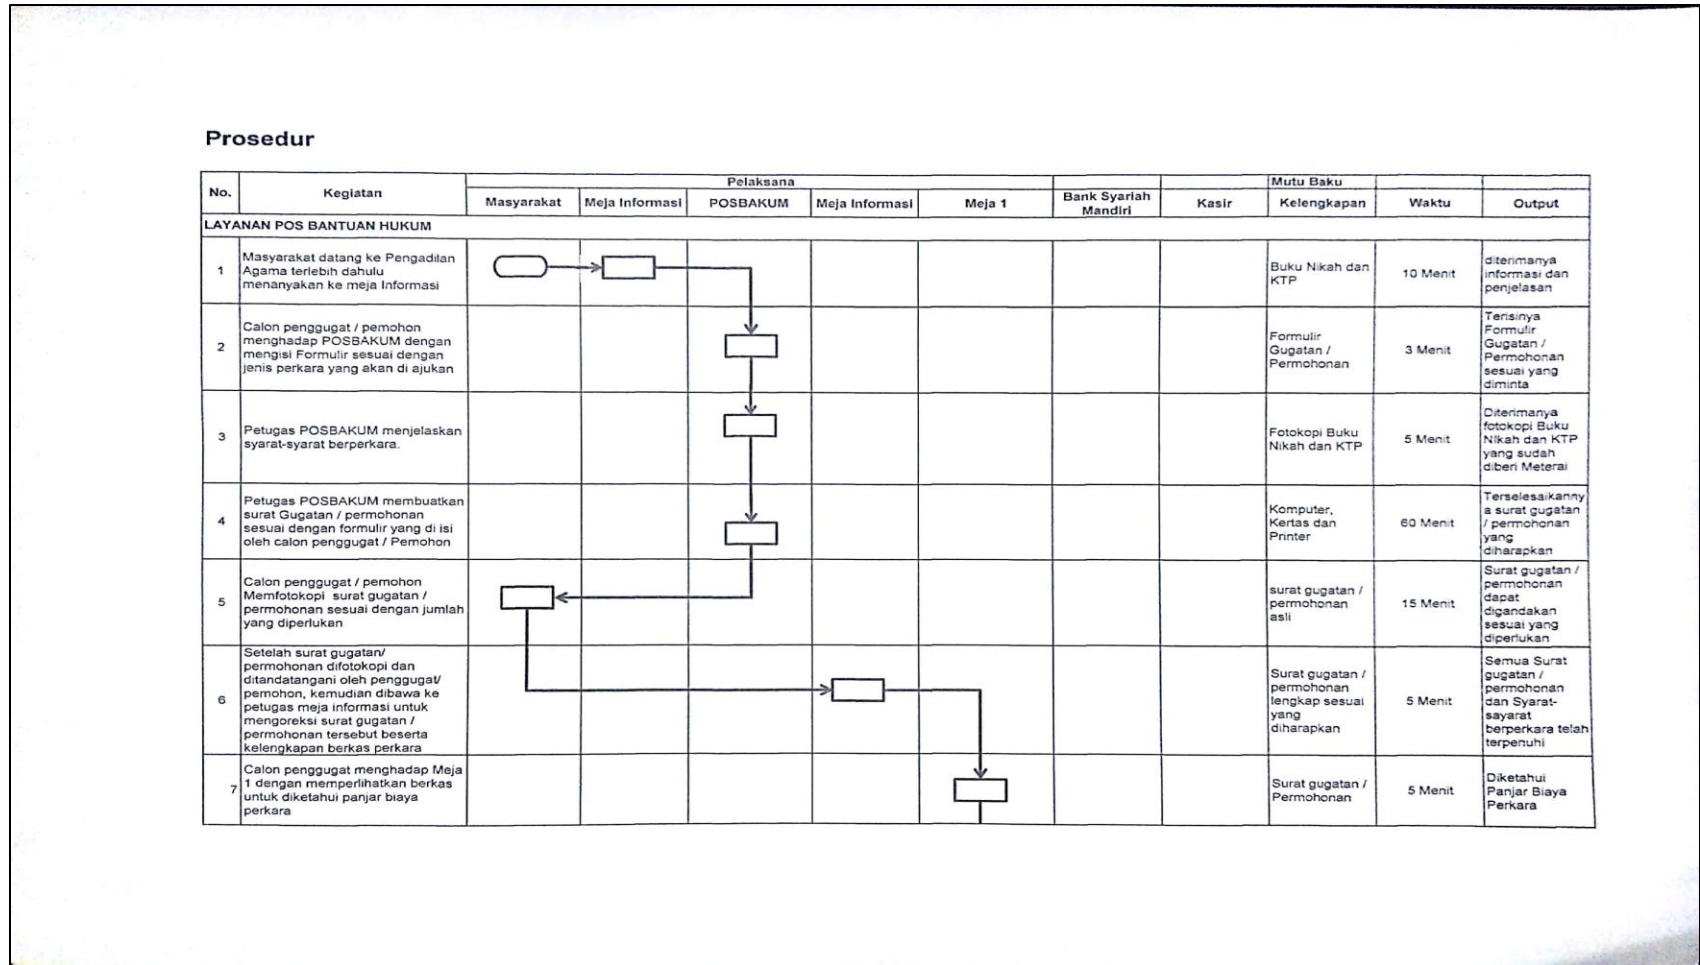 Prosedur
No.
Kegiatan
Pelaksana
Mutu Baku
Masyarakat
Meja Informasi
POSBAKUM
Meja Informasi
Meja 1
Bank Syariah
Mandiri
Kasir
Kelengkapan
Waktu
Output
LAYANAN POS BANTUAN HUKUM
1
Masyarakat datang ke Pengadilan
Agama terlebih dahulu
menanyakan ke meja Informasi
Buku Nikah dan
KTP
10 Menit
diterimanya
informasi dan
penjelasan
2
Calon penggugat / pemohon
menghadap POSBAKUM dengan
mengisi Formulir sesuai dengan
jenis perkara yang akan di ajukan
Formulir
Gugatan /
Permohonan
3 Menit
Terisinya
Formulir
Gugatan /
Permohonan
sesuai yang
diminta
3
Petugas POSBAKUM menjelaskan
syarat-syarat berperkara.
Fotokopi Buku
Nikah dan KTP
5 Menit
Diterimanya
fotokopi Buku
Nikah dan KTP
yang sudah
diberi Meterai
4
Petugas POSBAKUM membuatkan
surat Gugatan / permohonan
sesuai dengan formulir yang di isi
oleh calon penggugat / Pemohon
Komputer,
Kertas dan
Printer
60 Menit
Terselesaikanny
a surat gugatan
/ permohonan
yang
diharapkan
5
Calon penggugat / pemohon
Memfotokopi surat gugatan /
permohonan sesuai dengan jumlah
yang diperlukan
surat gugatan /
permohonan
asli
15 Menit
Surat gugatan /
permohonan
dapat
digandakan
sesuai yang
diperlukan
6
Setelah surat gugatan/
permohonan difotokopi dan
ditandatangani oleh penggugat/
pemohon, kemudian dibawa ke
petugas meja informasi untuk
mengoreksi surat gugatan /
permohonan tersebut beserta
kelengkapan berkas perkara
Surat gugatan /
permohonan
lengkap sesuai
yang
diharapkan
5 Menit
Semua Surat
gugatan /
permohonan
dan Syarat-
sayarat
berperkara telah
terpenuhi
7
Calon penggugat menghadap Meja
1 dengan memperlihatkan berkas
untuk diketahui panjar biaya
perkara
Surat gugatan /
Permohonan
5 Menit
Diketahui
Panjar Biaya
Perkara